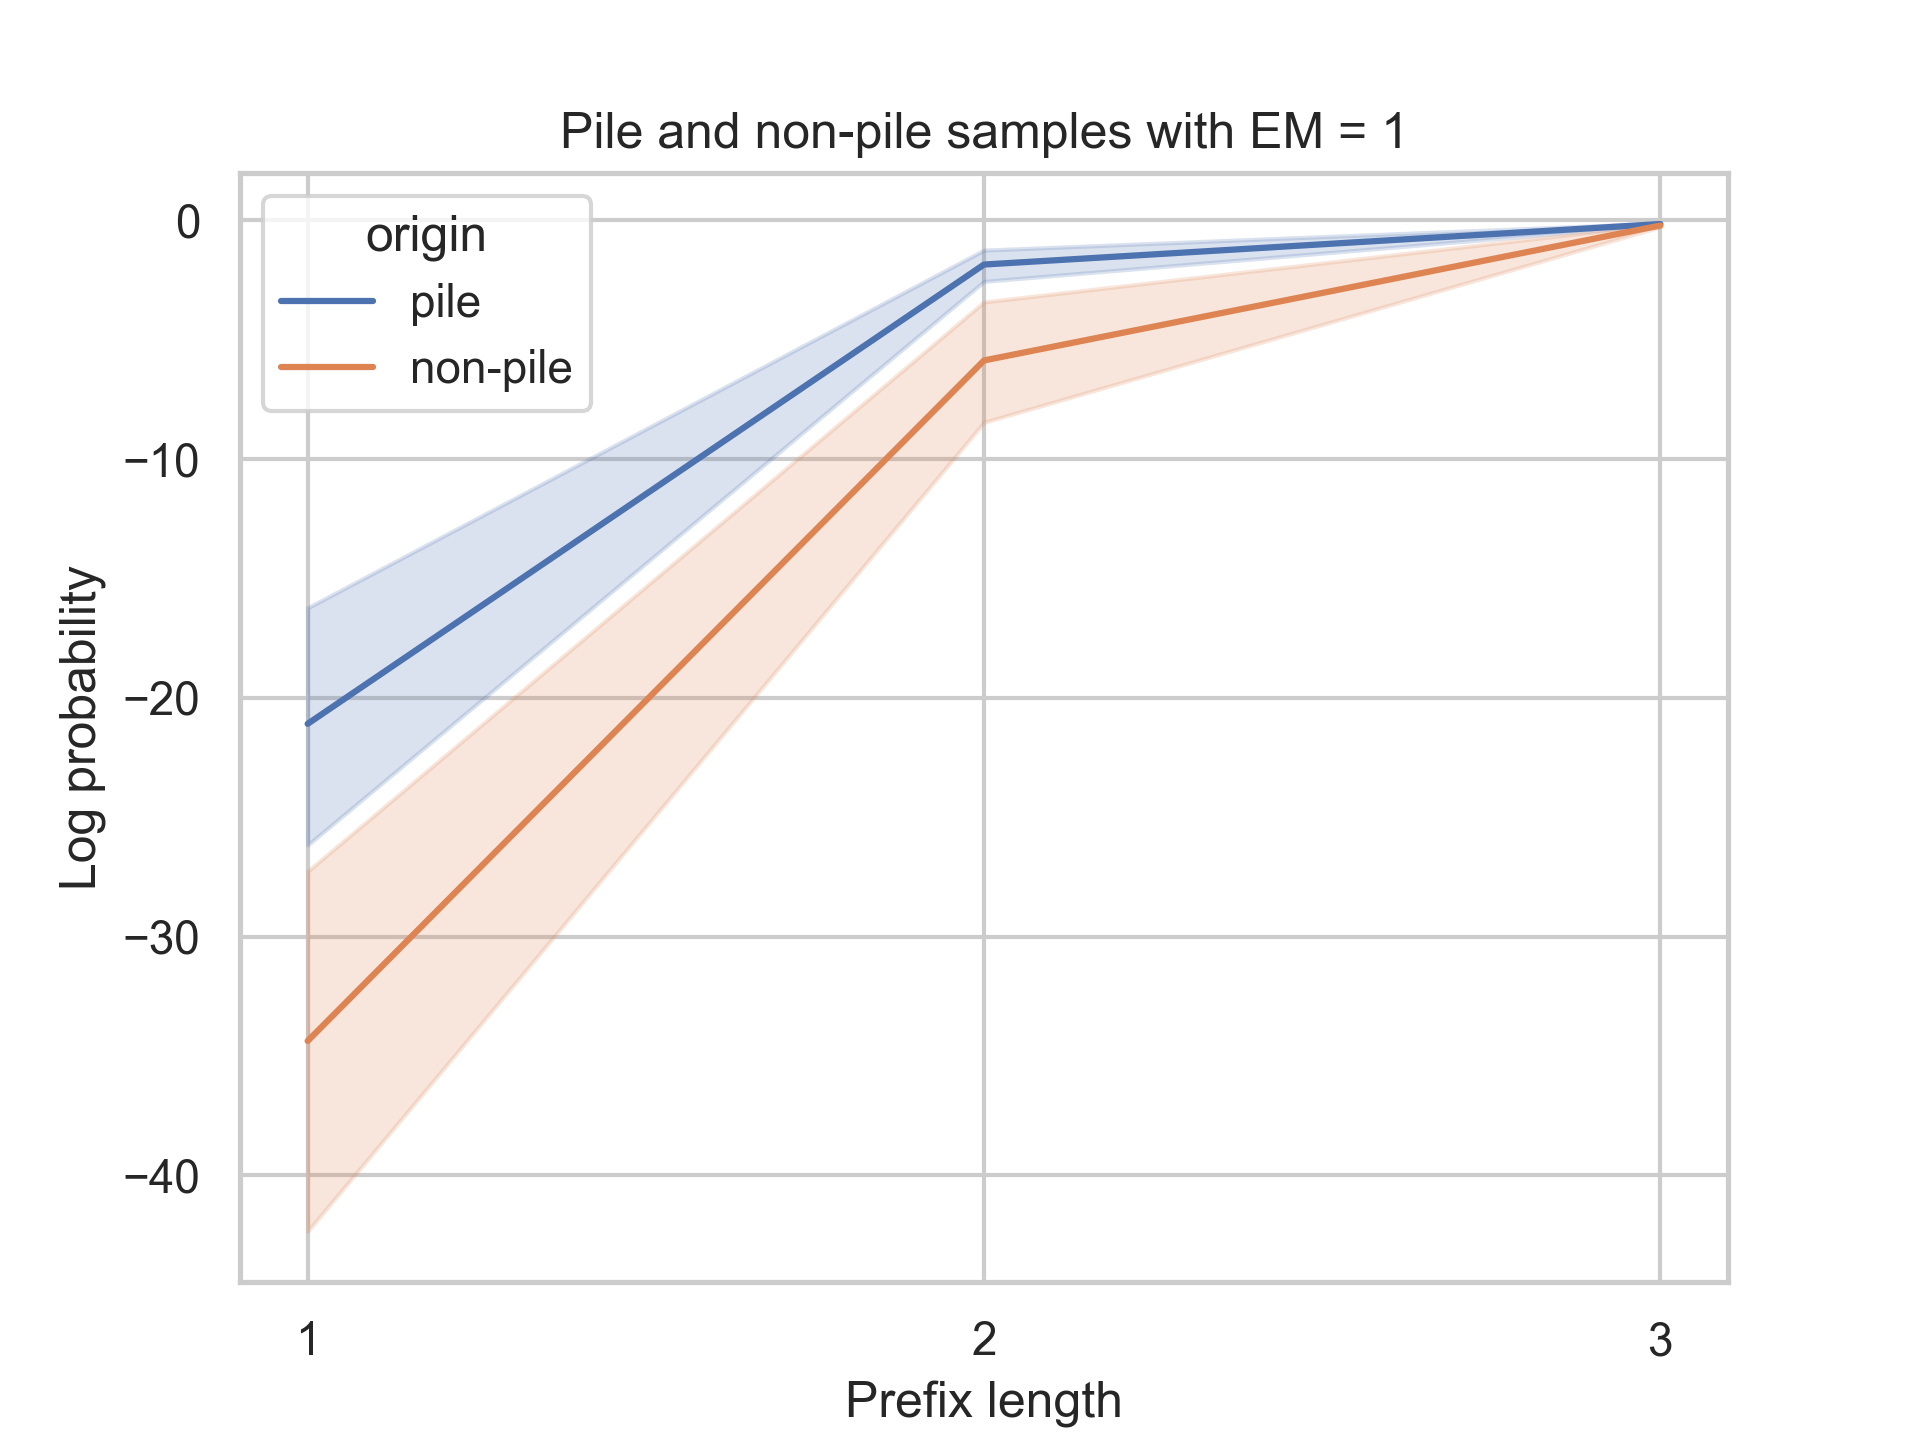 Pile and non-pile samples with EM = 1
origin
pile
non-pile
0
−10
−20
−30
−40
Log probability
1 2 3
Prefix length